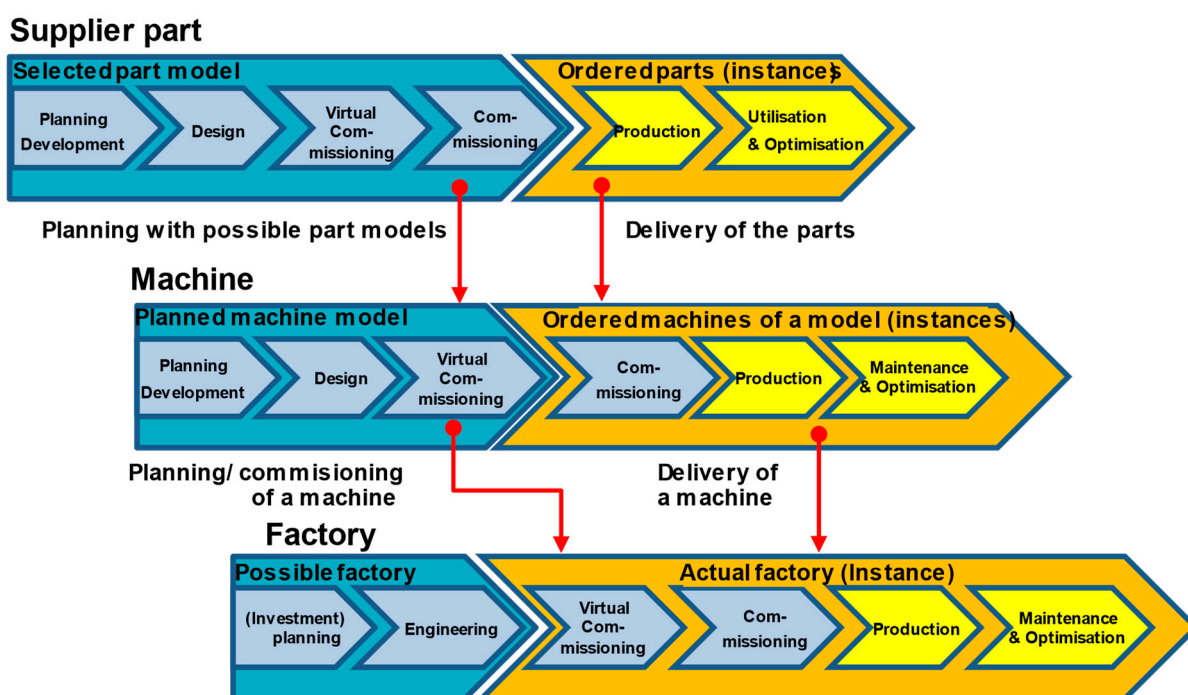 Supplier part
Selected part model
Ordered parts (instances
Planning
Development
Design
Virtual
Com-
missioning
Com-
missioning
Production
Utilisation
& Optimisation
Planning with possible part models
Delivery of the parts
Machine
Planned machine model
Ordered machines of a model (instances)
Planning
Development
Design
Virtual
Com-
missioning
Com-
missioning
Production
Maintenance
& Optimisation
Planning/ commisioning
of a machine
Delivery of
a machine
Factory
Possible factory
Actual factory (Instance)
(Investment)
planning
Engineering
Virtual
Com-
missioning
Com-
missioning
Production
Maintenance
& Optimisation